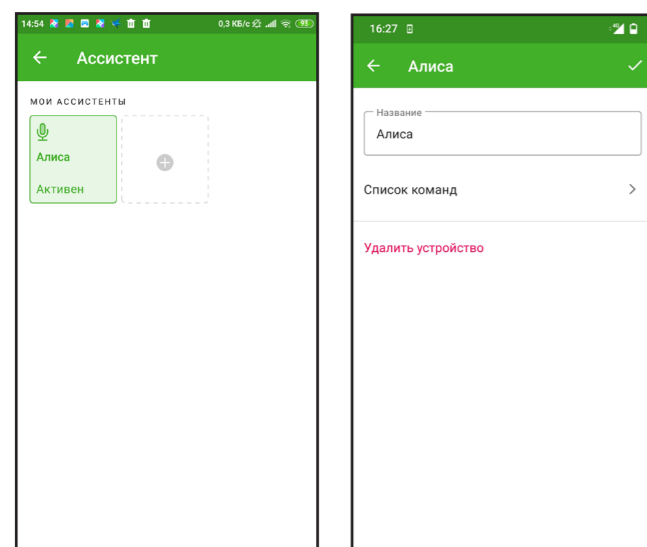 14:54 0,3 КБ/с 95
Ассистент
МОИ АССИСТЕНТЫ
Алиса
Активен
16:27
Алиса
Название
Алиса
Список команд
Удалить устройство